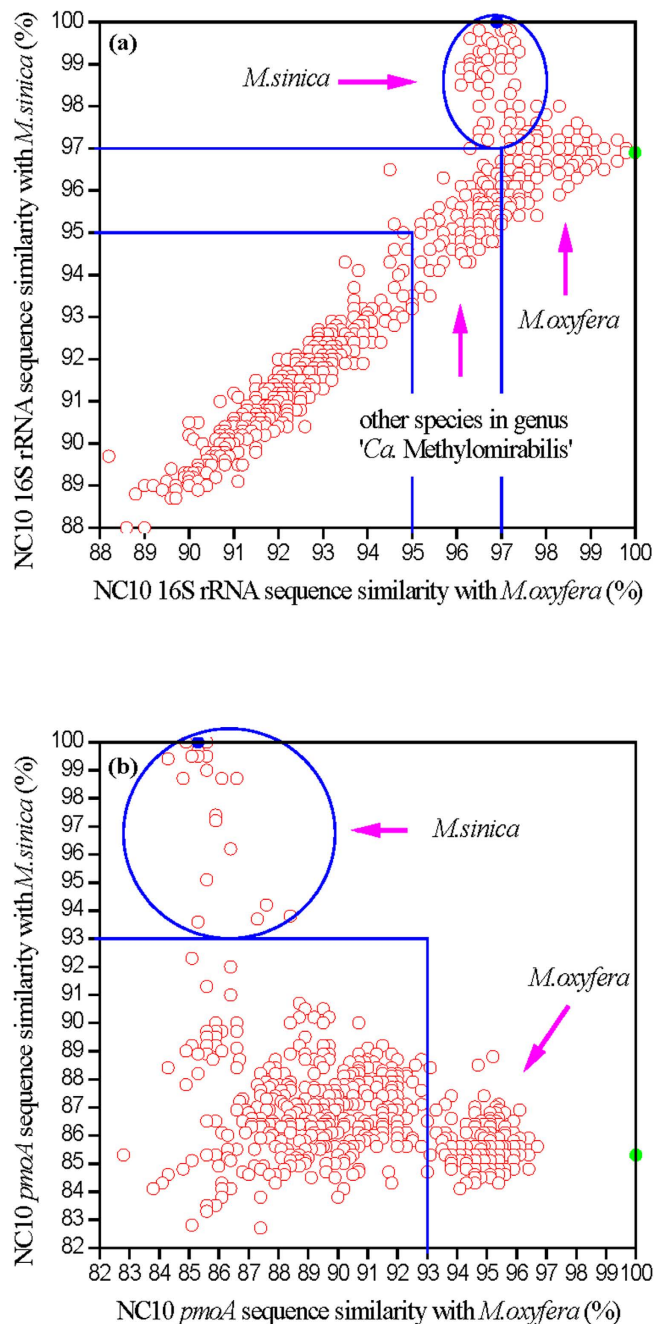 (a)
NC10 16S rRNA sequence similarity with M.sinica (%)
100
99
98
97
96
95
94
93
92
91
90
89
88
M.sinica
M.oxyfera
other species in genus
'Ca. Methylomirabilis'
88 89 90 91 92 93 94 95 96 97 98 99 100
NC10 16S rRNA sequence similarity with M.oxyfera (%)
(b)
NC10 pmoA sequence similarity with M.sinica (%)
100
99
98
97
96
95
94
93
92
91
90
89
88
87
86
85
84
83
82
M.sinica
M.oxyfera
82 83 84 85 86 87 88 89 90 91 92 93 94 95 96 97 98 99 100
NC10 pmoA sequence similarity with M.oxyfera (%)